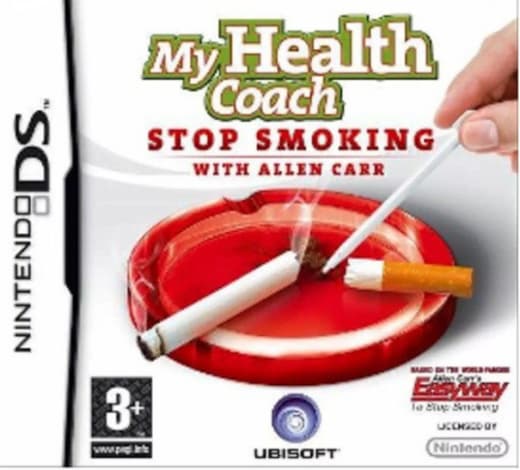 My Health
Coach
STOP SMOKING
WITH ALLEN CARR
NINTENDO DS™
3+
www.pegi.info
UBISOFT
BASED ON THE WORLD-FAMOUS
Allen Carr's
Easyway
to Stop Smoking
LICENSED BY
Nintendo